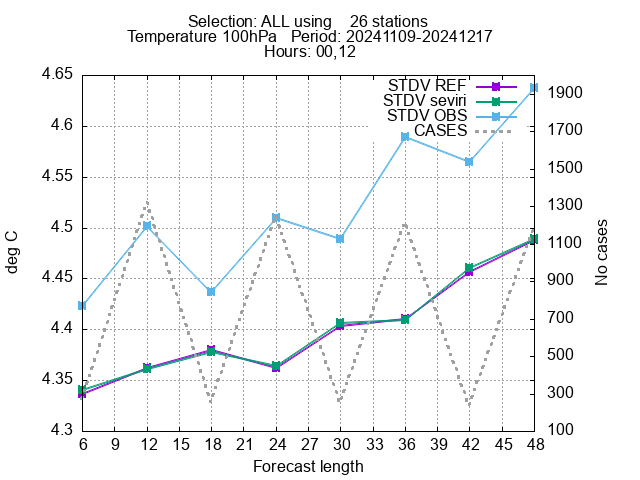 Selection: ALL using    26 stations
Temperature 100hPa   Period: 20241109-20241217
Hours: 00,12
STDV REF
STDV seviri
STDV OBS
CASES
4.65
4.6
4.55
4.5
4.45
4.4
4.35
4.3
deg C
1900
1700
1500
1300
1100
900
700
500
300
100
No cases
6 9 12 15 18 21 24 27 30 33 36 39 42 45 48
Forecast length